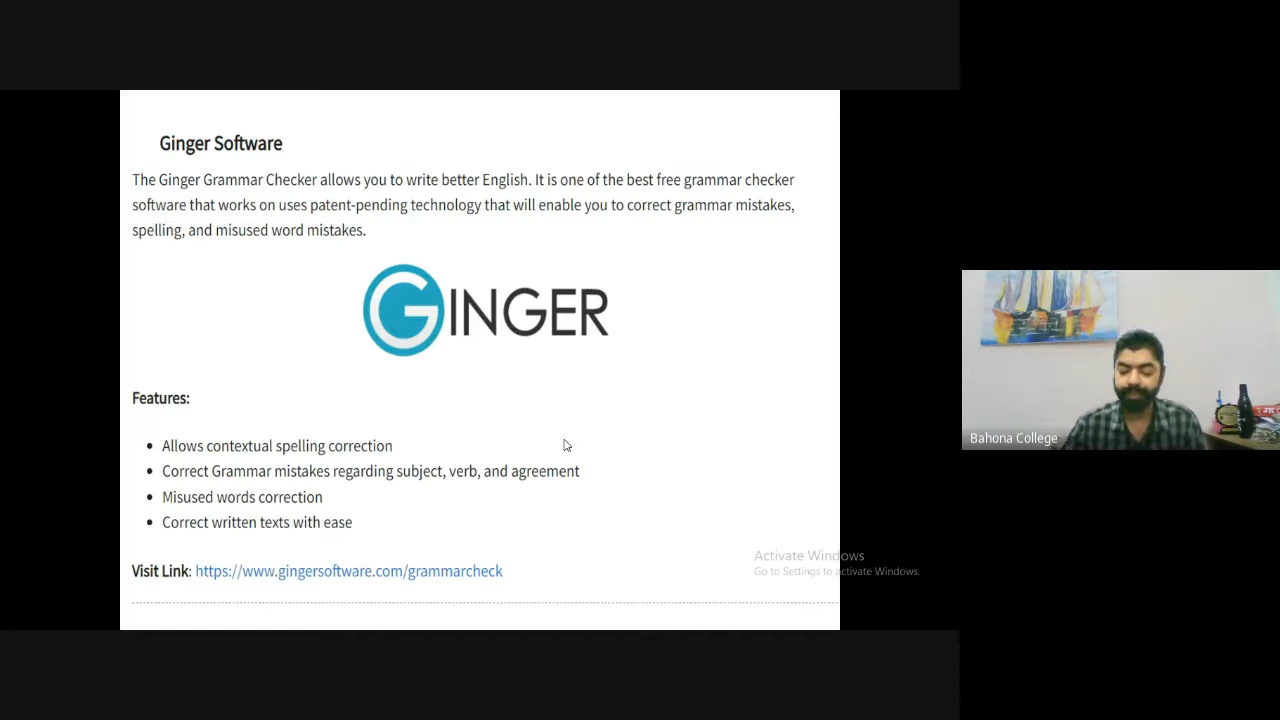 Ginger Software
The Ginger Grammar Checker allows you to write better English. It is one of the best free grammar checker
software that works on uses patent-pending technology that will enable you to correct grammar mistakes,
spelling, and misused word mistakes.
GINGER
Features:
• Allows contextual spelling correction
• Correct Grammar mistakes regarding subject, verb, and agreement
• Misused words correction
• Correct written texts with ease
Visit Link: https://www.gingersoftware.com/grammarcheck
Activate Windows
Go to Settings to activate Windows.
Bahona College